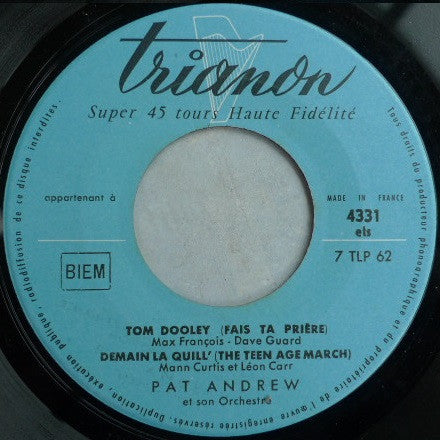 trianon
Super 45 tours Haute Fidélité
appartenant à
MADE IN FRANCE
4331
els
7 TLP 62
BIEM
TOM DOOLEY (FAIS TA PRIÈRE)
Max François - Dave Guard
DEMAIN LA QUILL' (THE TEEN AGE MARCH)
Mann Curtis et Léon Carr
PAT ANDREW
et son Orchestre
Tous droits du producteur
et du propriétaire de l'œuvre enregistrée réservés. Duplication, exécution publique
radiodiffusion de ce disque interdites.